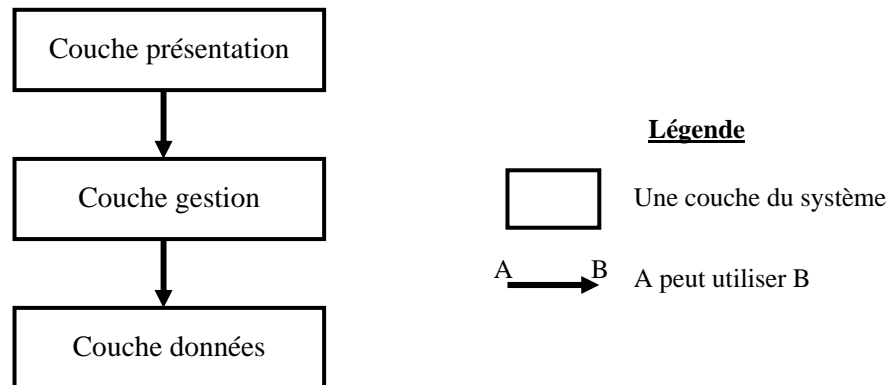 Couche présentation
Couche gestion
Couche données
Légende
Une couche du système
A B
A peut utiliser B